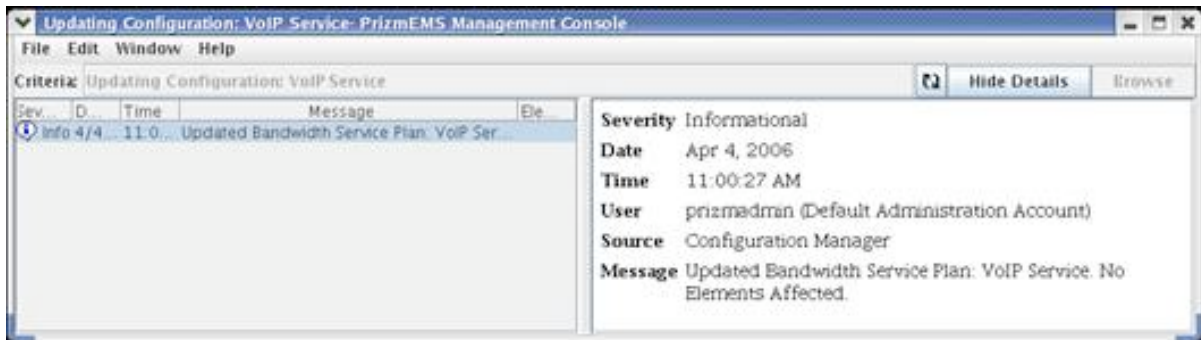 Updating Configuration: VoIP Service- PrizmEMS Management Console
File Edit Window Help
Criteria: Updating Configuration: VoIP Service Hide Details Browse
Sev... D... Time Message Ele...
Info 4/4... 11:0... Updated Bandwidth Service Plan: VoIP Ser...
Severity Informational
Date Apr 4, 2006
Time 11:00:27 AM
User prizmadmin (Default Administration Account)
Source Configuration Manager
Message Updated Bandwidth Service Plan: VoIP Service. No
Elements Affected.